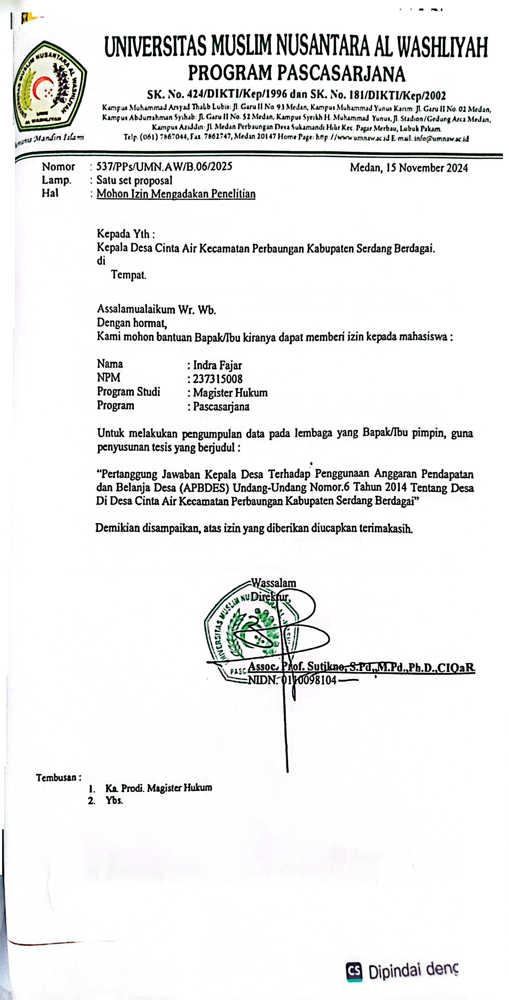 UNIVERSITAS MUSLIM NUSANTARA AL WASHLIYAH
PROGRAM PASCASARJANA
SK. No. 424/DIKTI/Kep/1996 dan SK. No. 181/DIKTI/Kep/2002
Kampus Muhammad Arsyad Thalib Lubis: Jl. Garu II No. 93 Medan, Kampus Muhammad Yunus Karim Jl. Garu II No. 02 Medan,
Kampus Abdurrahman Syihab: Jl. Garu II No. 52 Medan, Kampus Syeikh H. Muhammad Yunus, Jl. Stadion/Gedung Arca Medan,
Kampus Aziddin: Jl. Medan Perbaungan Desa Sukamandi Hilir Kec. Pagar Merbau, Lubuk Pakam.
Telp. (061) 7867044, Fax. 7862747, Medan 20147 Home Page: http://www.umnaw.ac.id E-mail: info@umnaw.ac.id
UNIVERSITAS MUSLIM NUSANTARA AL WASHLIYAH
UMN
AL WASHLIYAH
Mandiri Islami
Nomor : 537/PPs/UMN.AW/B.06/2025 Medan, 15 November 2024
Lamp. : Satu set proposal
Hal : Mohon Izin Mengadakan Penelitian
Kepada Yth :
Kepala Desa Cinta Air Kecamatan Perbaungan Kabupaten Serdang Berdagai.
di
Tempat.
Assalamualaikum Wr. Wb.
Dengan hormat,
Kami mohon bantuan Bapak/Ibu kiranya dapat memberi izin kepada mahasiswa :
Nama : Indra Fajar
NPM : 237315008
Program Studi : Magister Hukum
Program : Pascasarjana
Untuk melakukan pengumpulan data pada lembaga yang Bapak/Ibu pimpin, guna
penyusunan tesis yang berjudul :
“Pertanggung Jawaban Kepala Desa Terhadap Penggunaan Anggaran Pendapatan
dan Belanja Desa (APBDES) Undang-Undang Nomor.6 Tahun 2014 Tentang Desa
Di Desa Cinta Air Kecamatan Perbaungan Kabupaten Serdang Berdagai”
Demikian disampaikan, atas izin yang diberikan diucapkan terimakasih.
Wassalam
Direktur,
Assoc. Prof. Sutikno, S.Pd,.M.Pd.,Ph.D.,CIQaR.
NIDN. 0110098104
Tembusan :
1. Ka. Prodi. Magister Hukum
2. Ybs.
CS Dipindai deng